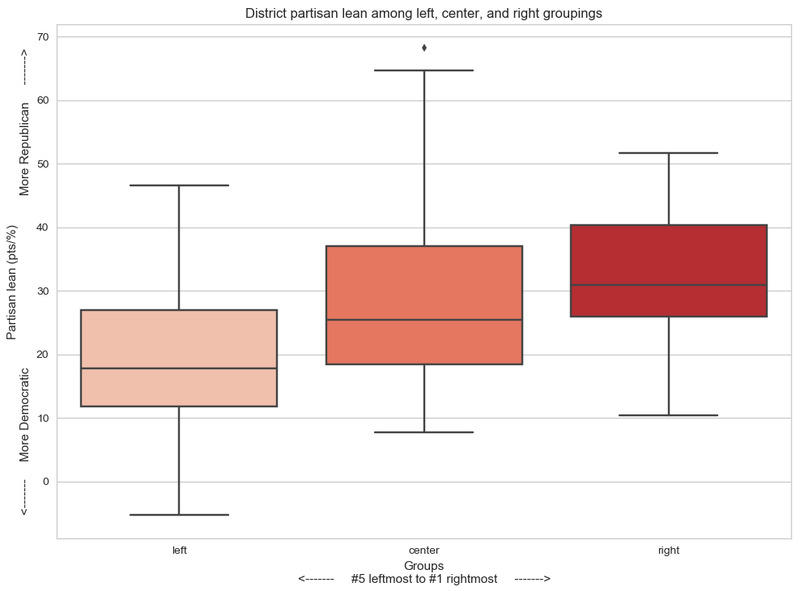 District partisan lean among left, center, and right groupings
<-------     More Democratic                    More Republican     ------->
Partisan lean (pts/%)
70
60
50
40
30
20
10
0
left center right
Groups
<-------     #5 leftmost to #1 rightmost     ------->